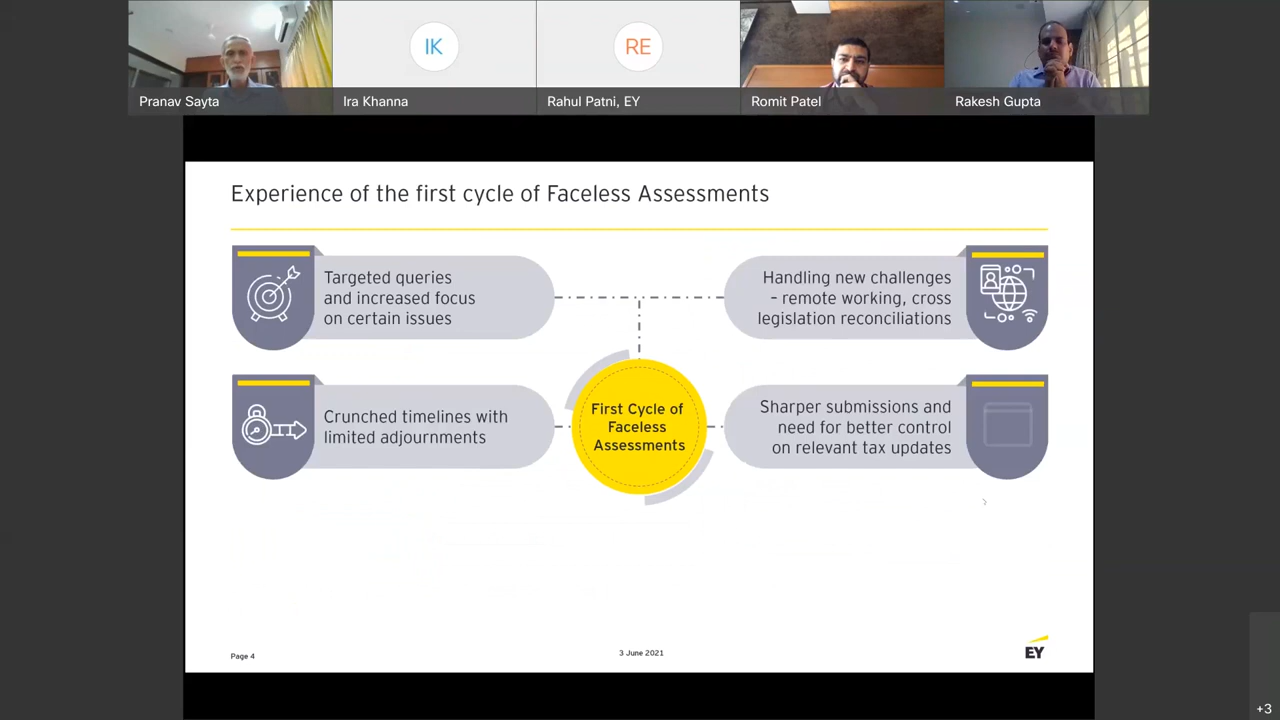 IK
RE
Pranav Sayta
Ira Khanna
Rahul Patni, EY
Romit Patel
Rakesh Gupta
Experience of the first cycle of Faceless Assessments
Targeted queries
and increased focus
on certain issues
Handling new challenges
– remote working, cross
legislation reconciliations
Crunched timelines with
limited adjournments
First Cycle of
Faceless
Assessments
Sharper submissions and
need for better control
on relevant tax updates
Page 4
3 June 2021
EY
+3